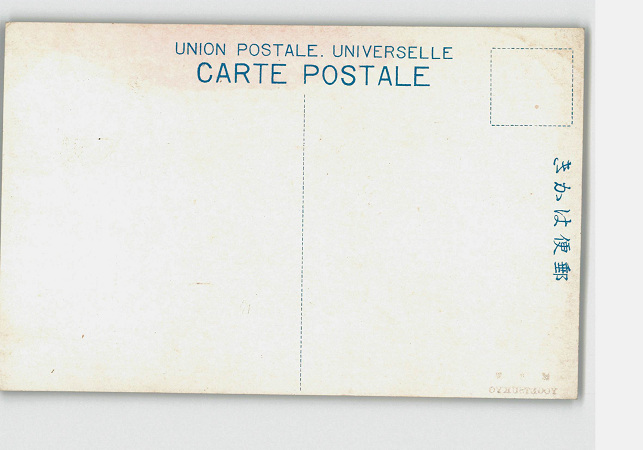 UNION POSTALE. UNIVERSELLE
CARTE POSTALE
郵便はかき